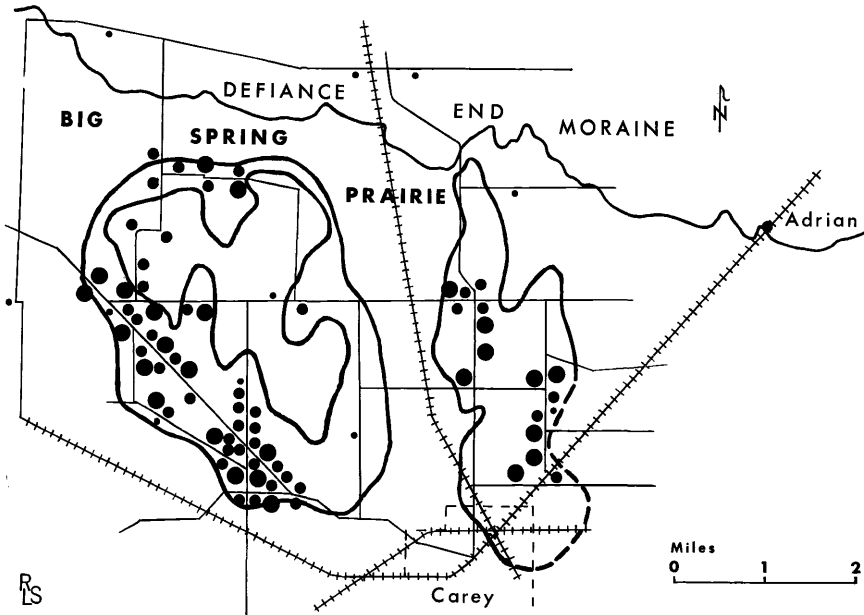 DEFIANCE
END
MORAINE
N
BIG
SPRING
PRAIRIE
Adrian
Miles
0 1 2
Carey
RLS